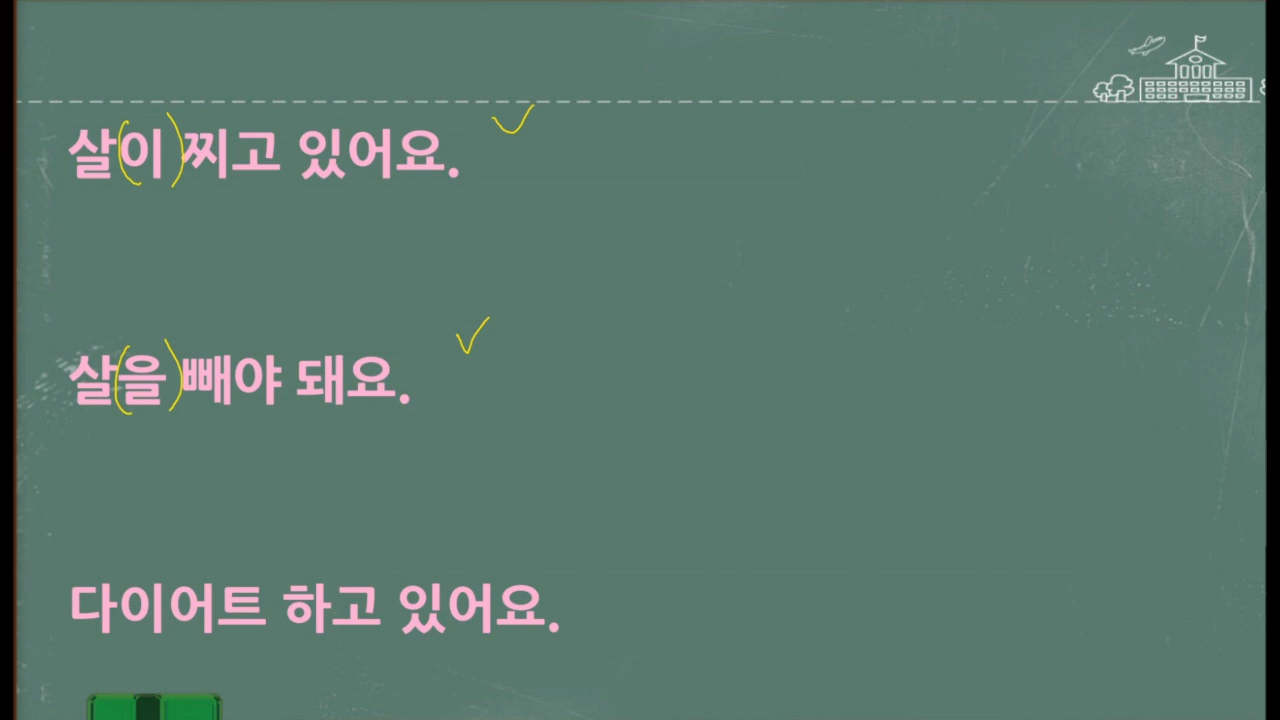 살(이) 찌고 있어요.
살(을) 빼야 돼요.
다이어트 하고 있어요.